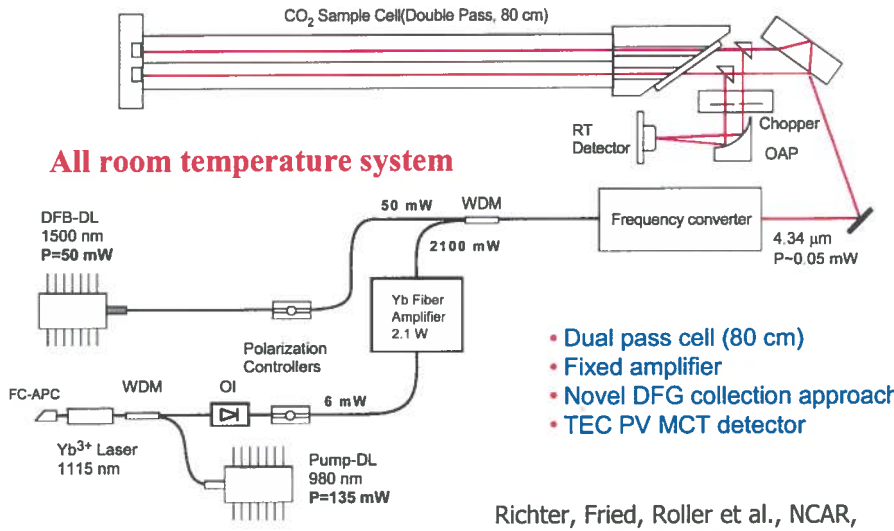 CO₂ Sample Cell(Double Pass, 80 cm)
Chopper
RT
Detector
OAP
All room temperature system
DFB-DL
1500 nm
P=50 mW
50 mW
WDM
2100 mW
Frequency converter
4.34 µm
P~0.05 mW
Yb Fiber
Amplifier
2.1 W
Polarization
Controllers
• Dual pass cell (80 cm)
• Fixed amplifier
• Novel DFG collection approach
• TEC PV MCT detector
FC-APC
WDM
OI
6 mW
Yb³⁺ Laser
1115 nm
Pump-DL
980 nm
P=135 mW
Richter, Fried, Roller et al., NCAR,